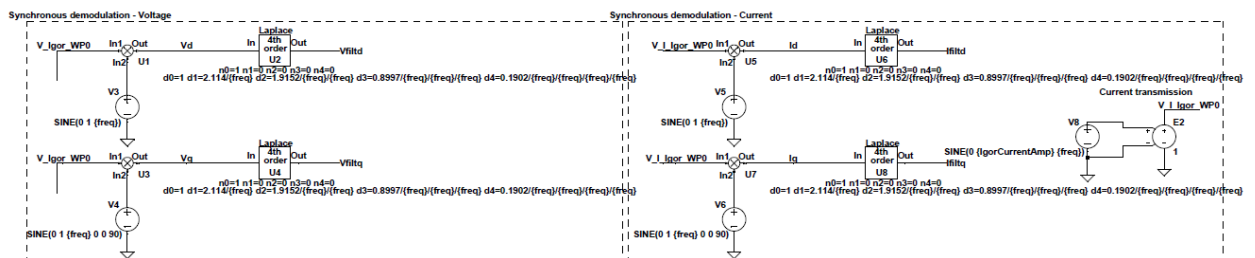 Synchronous demodulation - Voltage
Laplace
V_Igor_WP0 In1 Out Vd In 4th order Out Vfiltd
In2 U1 U2
n0=1 n1=0 n2=0 n3=0 n4=0
d0=1 d1=2.114/{freq} d2=1.9152/{freq}/{freq} d3=0.8997/{freq}/{freq}/{freq} d4=0.1902/{freq}/{freq}/{freq}/{freq}
V3
SINE(0 1 {freq})
Laplace
V_Igor_WP0 In1 Out Vq In 4th order Out Vfiltq
In2 U3 U4
n0=1 n1=0 n2=0 n3=0 n4=0
d0=1 d1=2.114/{freq} d2=1.9152/{freq}/{freq} d3=0.8997/{freq}/{freq}/{freq} d4=0.1902/{freq}/{freq}/{freq}/{freq}
V4
SINE(0 1 {freq} 0 0 90)
Synchronous demodulation - Current
Laplace
V_I_Igor_WP0 In1 Out Id In 4th order Out Ifiltd
In2 U5 U6
n0=1 n1=0 n2=0 n3=0 n4=0
d0=1 d1=2.114/{freq} d2=1.9152/{freq}/{freq} d3=0.8997/{freq}/{freq}/{freq} d4=0.1902/{freq}/{freq}/{freq}/{freq}
V5
SINE(0 1 {freq})
Laplace
V_I_Igor_WP0 In1 Out Iq In 4th order Out Ifiltq
In2 U7 U8
n0=1 n1=0 n2=0 n3=0 n4=0
d0=1 d1=2.114/{freq} d2=1.9152/{freq}/{freq} d3=0.8997/{freq}/{freq}/{freq} d4=0.1902/{freq}/{freq}/{freq}/{freq}
V6
SINE(0 1 {freq} 0 0 90)
Current transmission
V_I_Igor_WP0
V8 E2
SINE(0 {IgorCurrentAmp} {freq}) 1